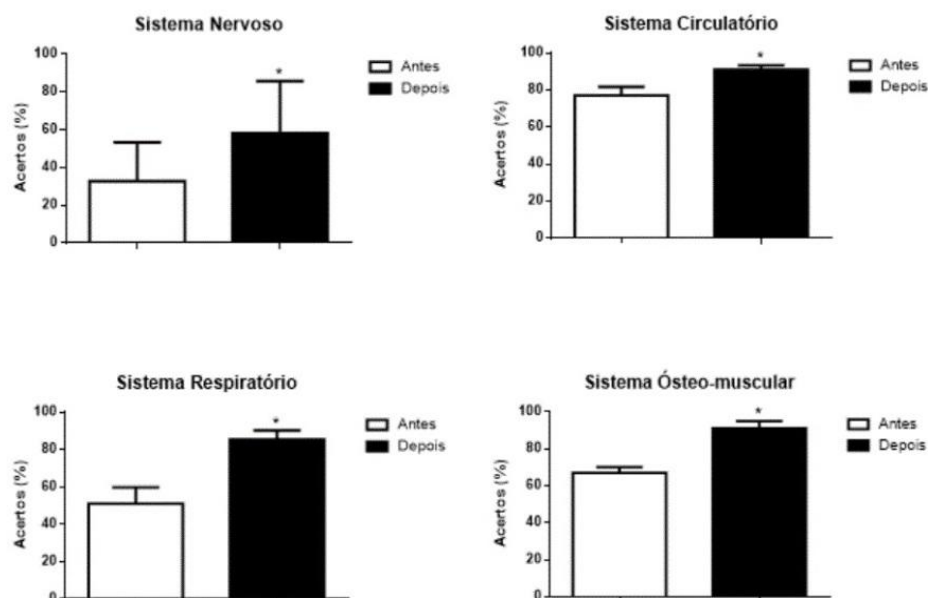 Sistema Nervoso
100
80
60
40
20
0
Acertos (%)
*
Antes
Depois
Sistema Circulatório
100
80
60
40
20
0
Acertos (%)
*
Antes
Depois
Sistema Respiratório
100
80
60
40
20
0
Acertos (%)
*
Antes
Depois
Sistema Ósteo-muscular
100
80
60
40
20
0
Acertos (%)
*
Antes
Depois